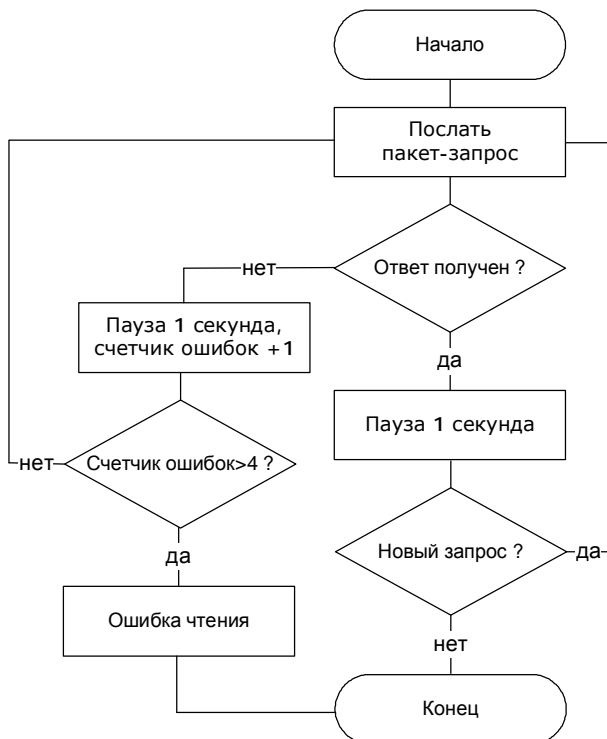 Начало
Послать
пакет-запрос
Ответ получен ?
нет
Пауза 1 секунда,
счетчик ошибок +1
да
Пауза 1 секунда
нет
Счетчик ошибок>4 ?
Новый запрос ?
да
да
Ошибка чтения
нет
Конец